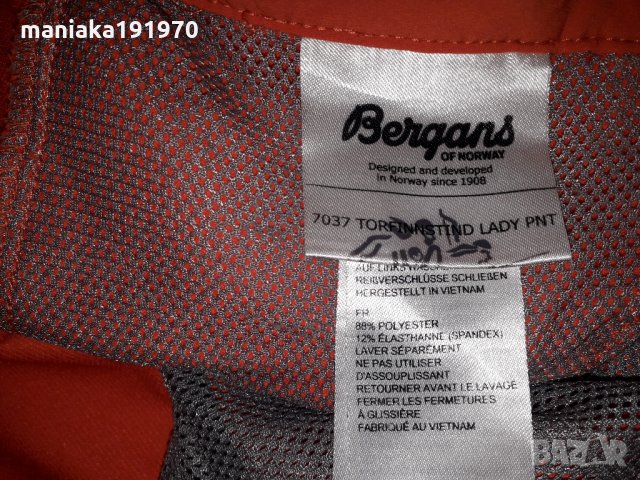 maniaka191970
Bergans
OF NORWAY
Designed and developed
in Norway since 1908
7037 TORFINNSTIND LADY PNT
AUF LINKS
REIßVERSCHLÜSSE SCHLIEßEN
HERGESTELLT IN VIETNAM
FR
88% POLYESTER
12% ÉLASTHANNE (SPANDEX)
LAVER SÉPARÉMENT
NE PAS UTILISER
D'ASSOUPLISSANT
RETOURNER AVANT LE LAVAGE
FERMER LES FERMETURES
À GLISSIÈRE
FABRIQUÉ AU VIETNAM
BAZAR